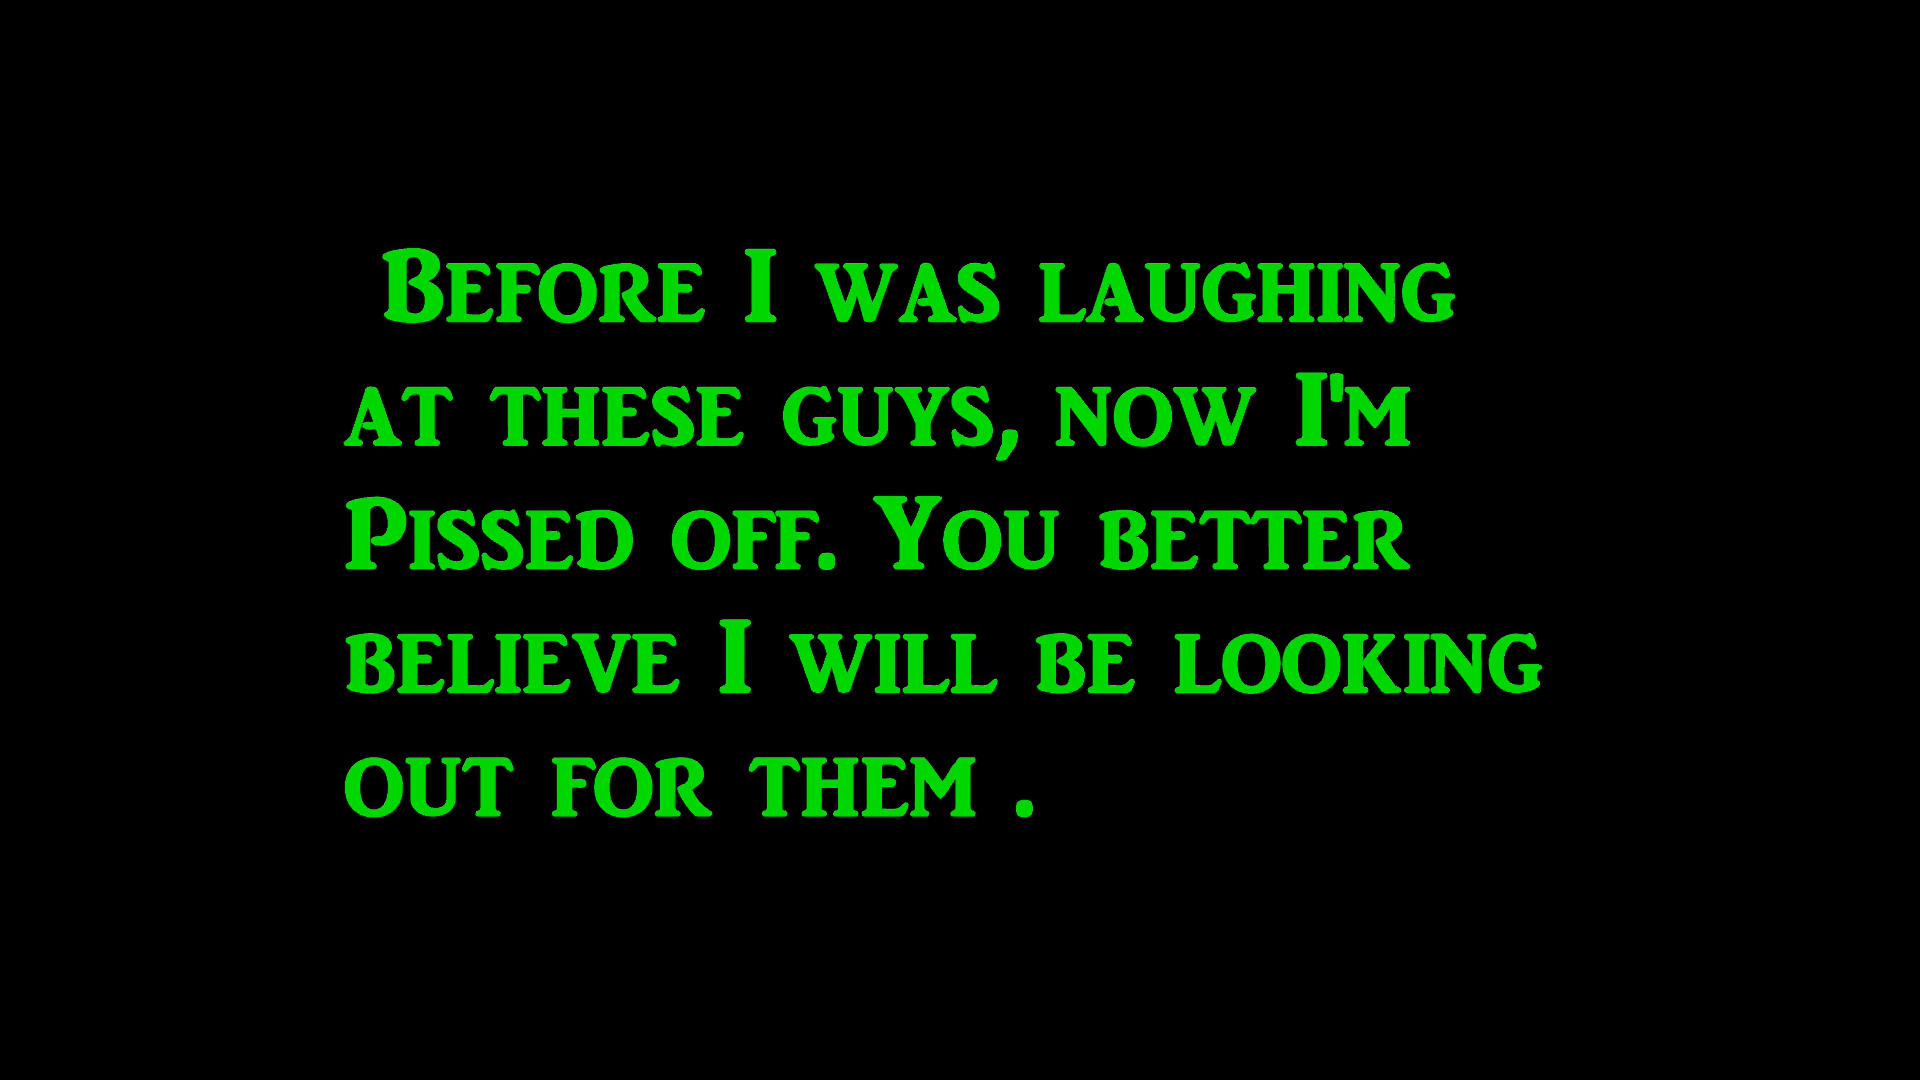 Before I was laughing
at these guys, now I'm
Pissed off. You better
believe I will be looking
out for them .